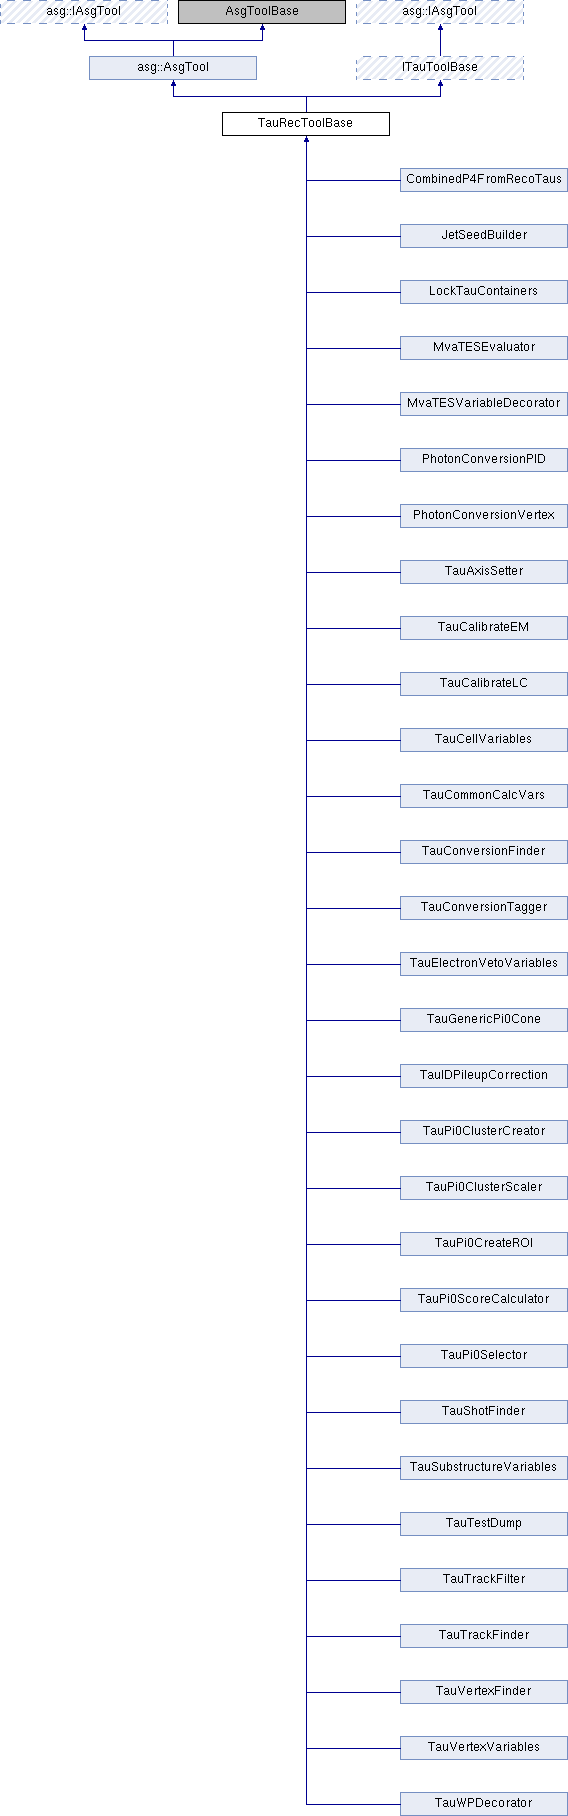 asg::IAsgTool
AsgToolBase
asg::IAsgTool
asg::AsgTool
ITauToolBase
TauRecToolBase
CombinedP4FromRecoTaus
JetSeedBuilder
LockTauContainers
MvaTESEvaluator
MvaTESVariableDecorator
PhotonConversionPID
PhotonConversionVertex
TauAxisSetter
TauCalibrateEM
TauCalibrateLC
TauCellVariables
TauCommonCalcVars
TauConversionFinder
TauConversionTagger
TauElectronVetoVariables
TauGenericPi0Cone
TauIDPileupCorrection
TauPi0ClusterCreator
TauPi0ClusterScaler
TauPi0CreateROI
TauPi0ScoreCalculator
TauPi0Selector
TauShotFinder
TauSubstructureVariables
TauTestDump
TauTrackFilter
TauTrackFinder
TauVertexFinder
TauVertexVariables
TauWPDecorator